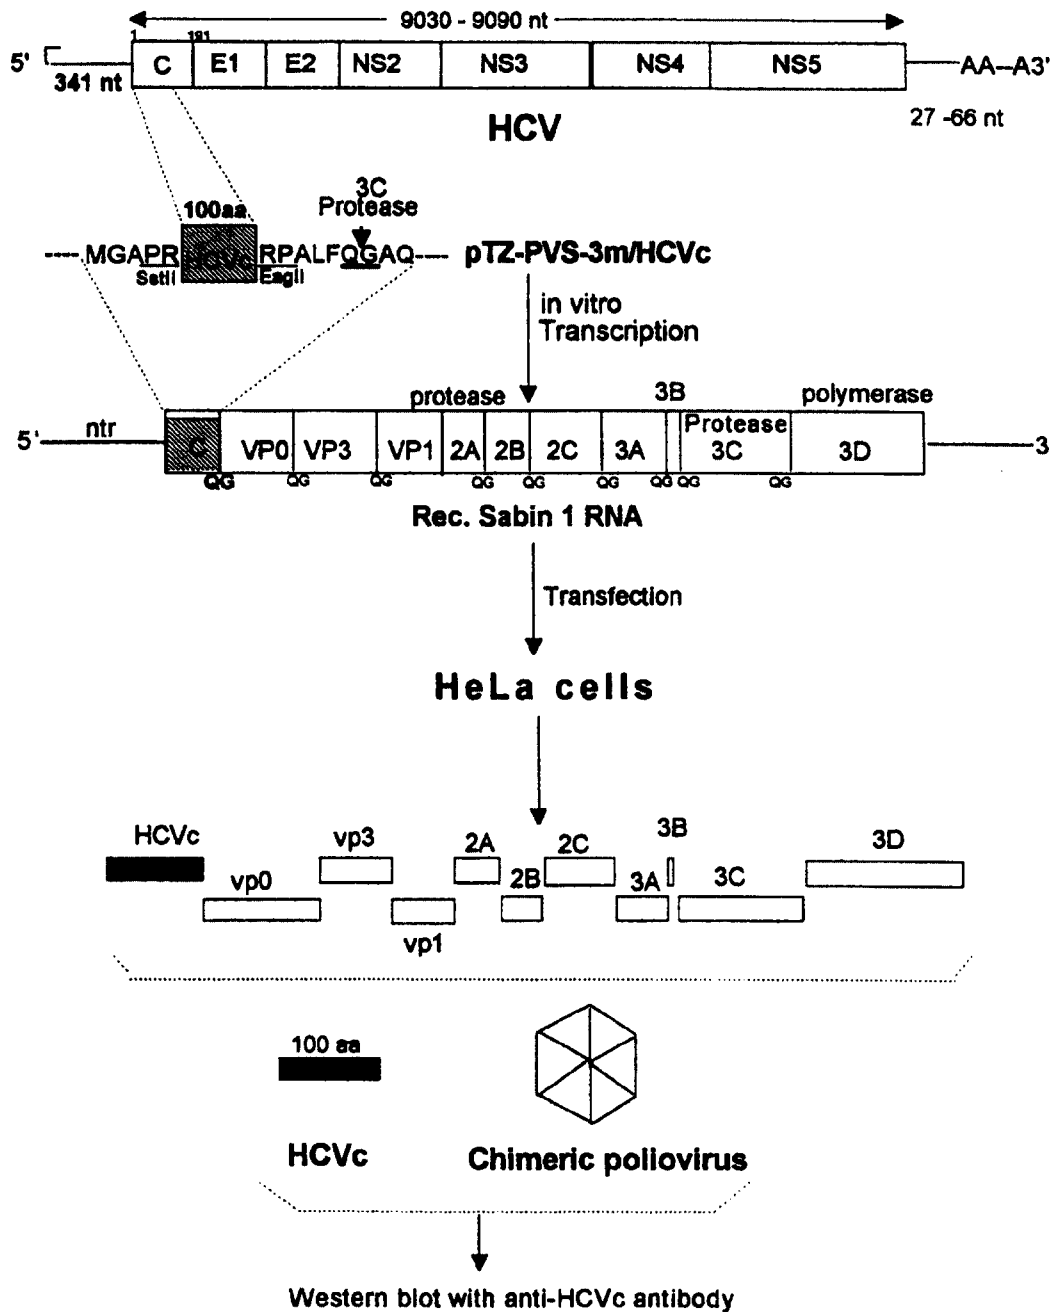 9030 - 9090 nt
1 191
5' 341 nt C E1 E2 NS2 NS3 NS4 NS5 AA--A3'
27 -66 nt
HCV
3C
Protease
100aa
---- MGAPR HCVc RPALFQGAQ---- pTZ-PVS-3m/HCVc
SstII EagII
in vitro
Transcription
protease 3B polymerase
5' ntr C VP0 VP3 VP1 2A 2B 2C 3A Protease 3C 3D 3
QG QG QG QG QG QG QG QG QG
Rec. Sabin 1 RNA
Transfection
HeLa cells
HCVc vp3 2A 2C 3B 3D
vp0 vp1 2B 3A 3C
100 aa
HCVc Chimeric poliovirus
Western blot with anti-HCVc antibody